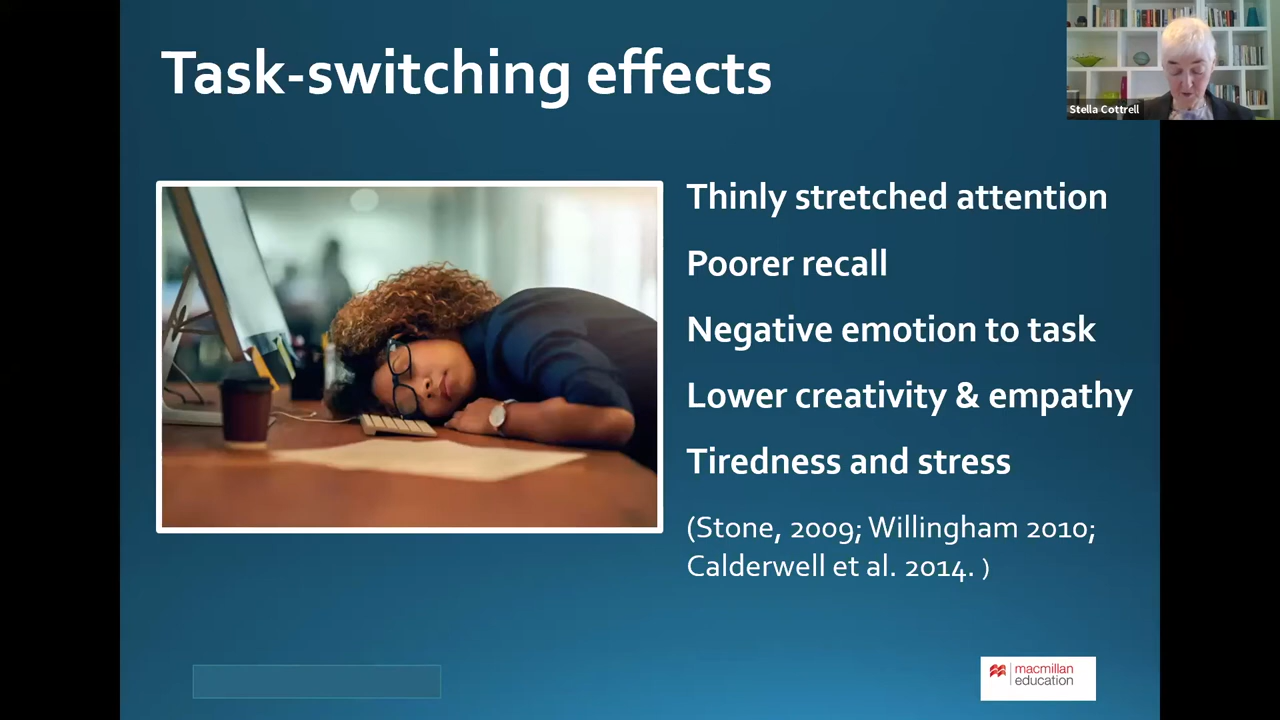 Task-switching effects
Stella Cottrell
Thinly stretched attention
Poorer recall
Negative emotion to task
Lower creativity & empathy
Tiredness and stress
(Stone, 2009; Willingham 2010;
Calderwell et al. 2014. )
macmillan
education